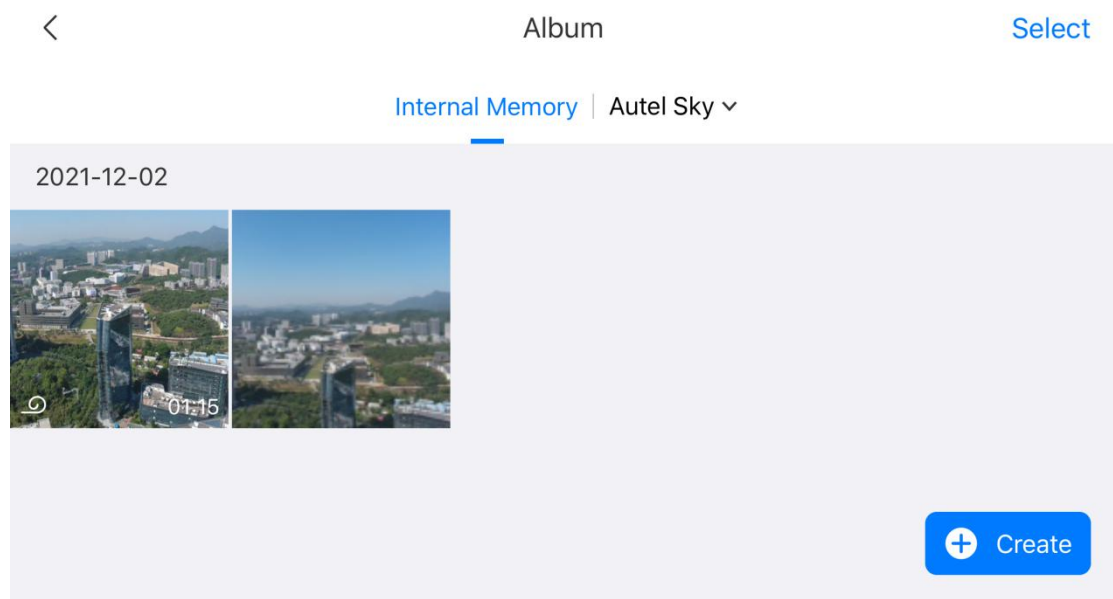 Album
Select
Internal Memory
Autel Sky
2021-12-02
01:15
Create